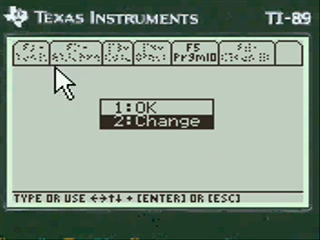 TEXAS INSTRUMENTS TI-89
F5
PrgmIO
1:OK
2:Change
TYPE OR USE ←→↑↓ + [ENTER] OR [ESC]